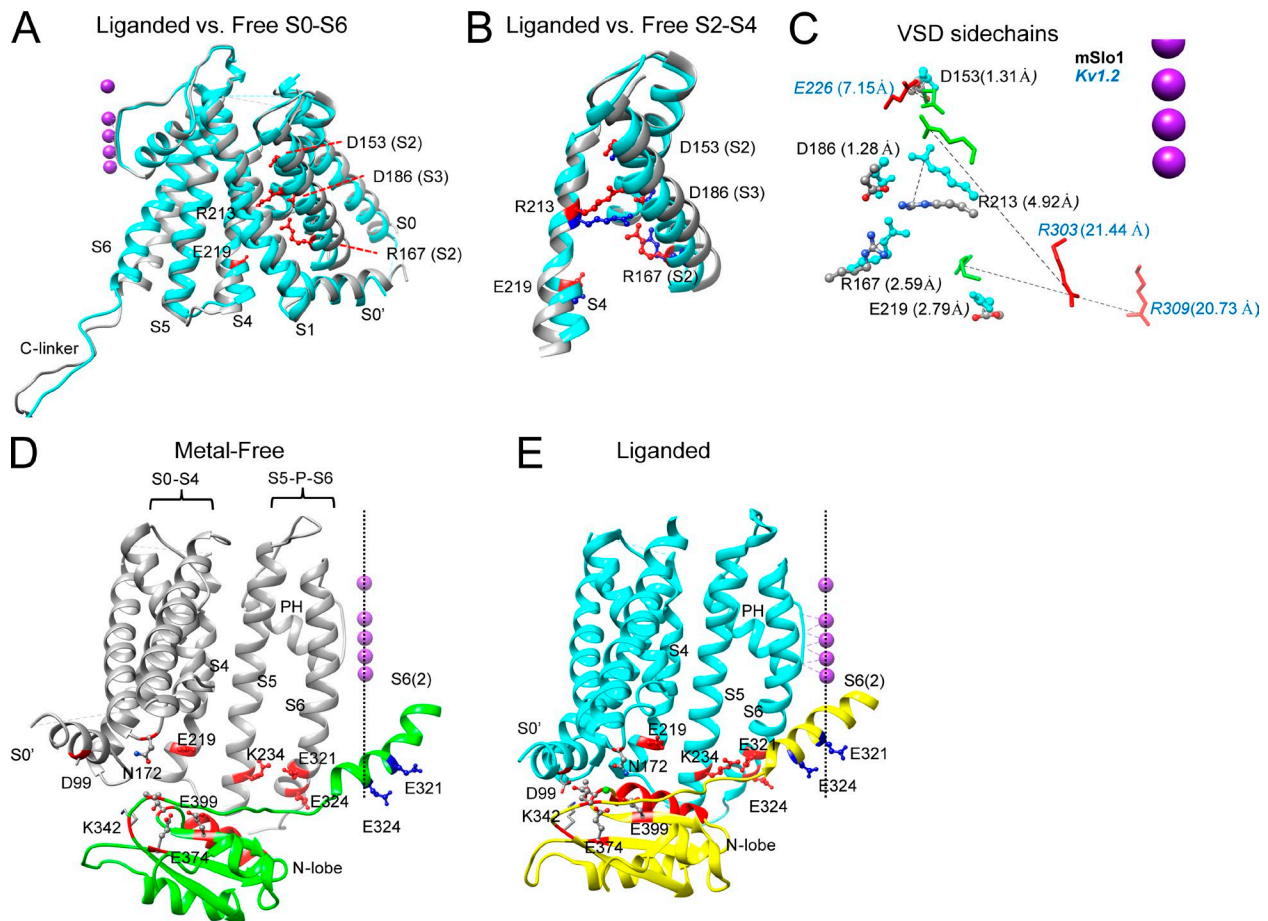 A
Liganded vs. Free S0-S6
D153 (S2)
D186 (S3)
R213
S0
S6
E219
R167 (S2)
S5
S4
S1
S0'
C-linker
B
Liganded vs. Free S2-S4
D153 (S2)
D186 (S3)
R213
R167 (S2)
E219
S4
C
VSD sidechains
mSlo1
Kv1.2
D153(1.31 Å)
E226 (7.15Å)
D186 (1.28 Å)
R213 (4.92Å)
R303(21.44 Å)
R167 (2.59Å)
E219 (2.79Å)
R309(20.73 Å)
D
Metal-Free
S0-S4
S5-P-S6
PH
S4
S5
S6(2)
S6
S0'
E219
K234
E321
D99
N172
E321
E399
E324
E324
K342
E374
N-lobe
E
Liganded
PH
S4
S6(2)
S5
S6
S0'
E219
K234
E32
E321
N172
E324
D99
E324
K342
E399
E374
N-lobe